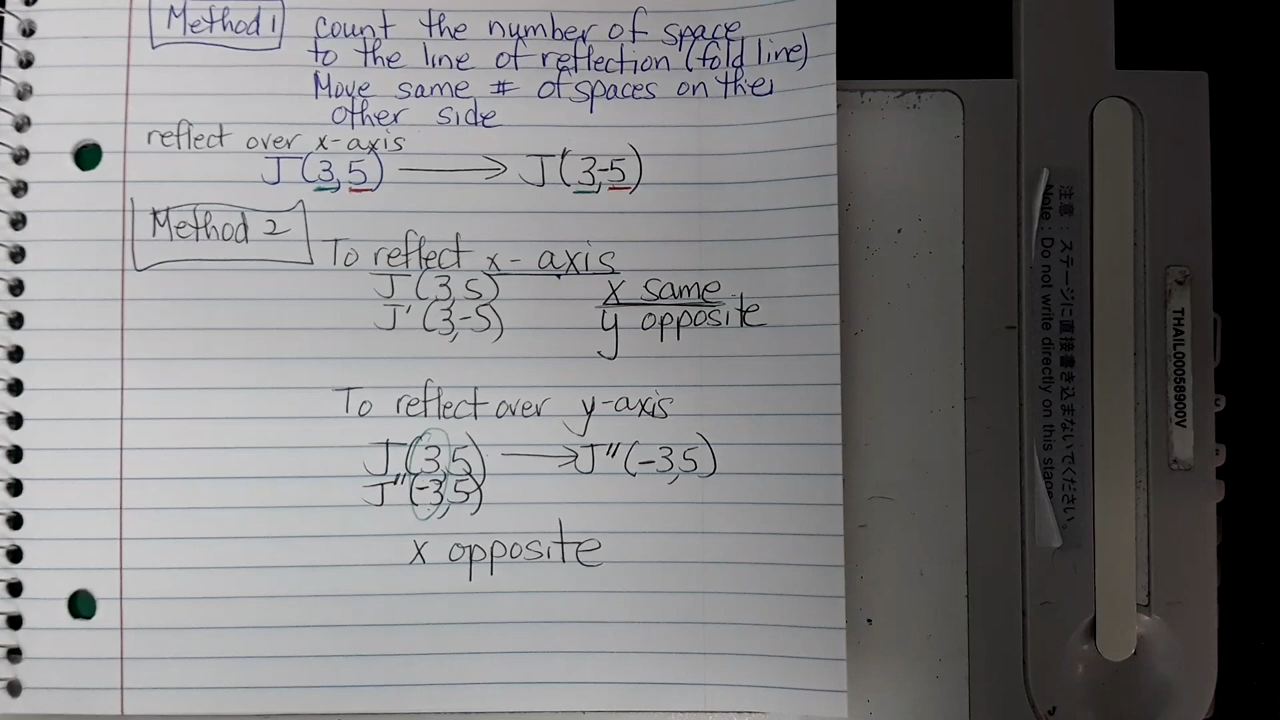 Method 1
count the number of space
to the line of reflection (fold line)
Move same # of spaces on the
other side
reflect over x-axis
J(3,5) → J'(3,-5)
Method 2
To reflect x-axis
J(3,5) x same
J'(3,-5) y opposite
To reflect over y-axis
J(3,5) → J"(-3,5)
J"(-3,5)
x opposite
注意：ステージに直接書き込まないでください。
Note: Do not write directly on this stage
THAIL00058900V